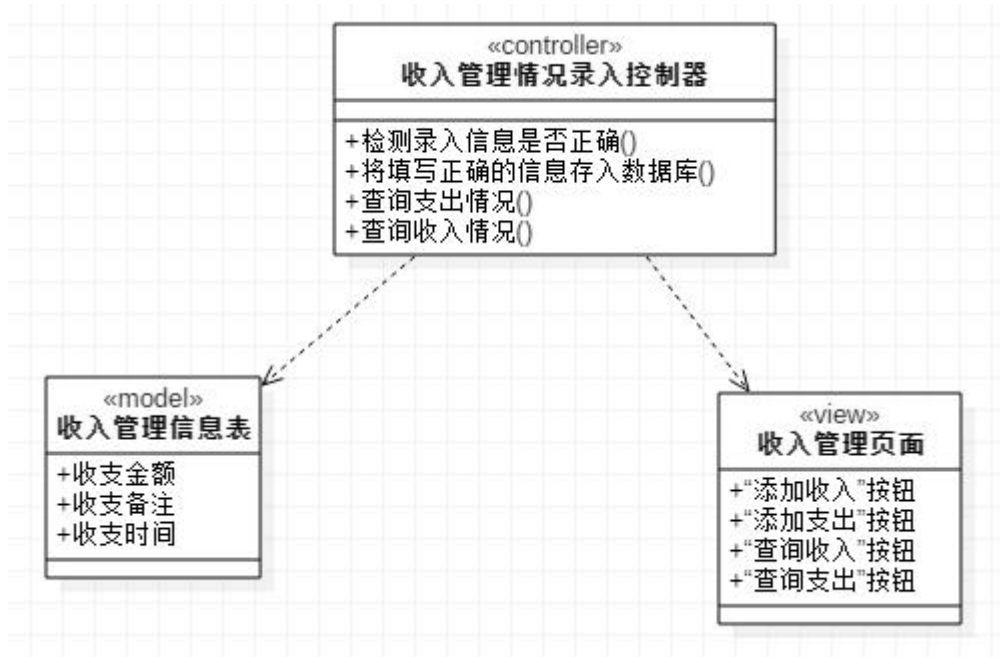 «controller»
收入管理情况录入控制器
+检测录入信息是否正确()
+将填写正确的信息存入数据库()
+查询支出情况()
+查询收入情况()
«model»
收入管理信息表
+收支金额
+收支备注
+收支时间
«view»
收入管理页面
+“添加收入”按钮
+“添加支出”按钮
+“查询收入”按钮
+“查询支出”按钮